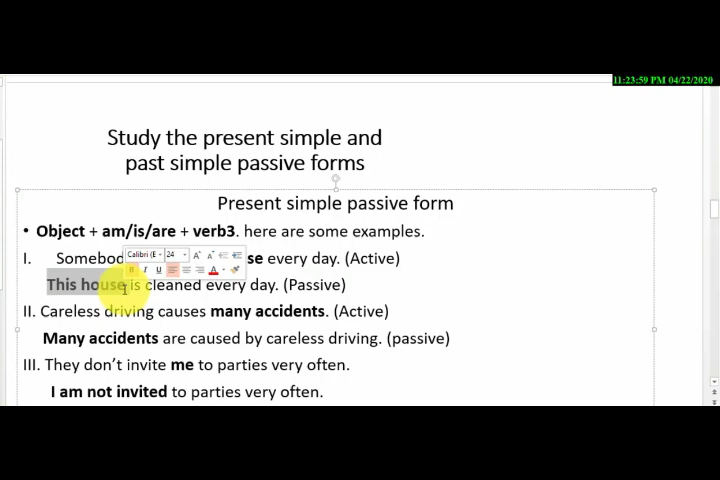 11:23:59 PM 04/22/2020
Study the present simple and
past simple passive forms
Present simple passive form
• Object + am/is/are + verb3. here are some examples.
I. Somebod se every day. (Active)
Calibri (E 24
B I U A
This house is cleaned every day. (Passive)
II. Careless driving causes many accidents. (Active)
Many accidents are caused by careless driving. (passive)
III. They don’t invite me to parties very often.
I am not invited to parties very often.